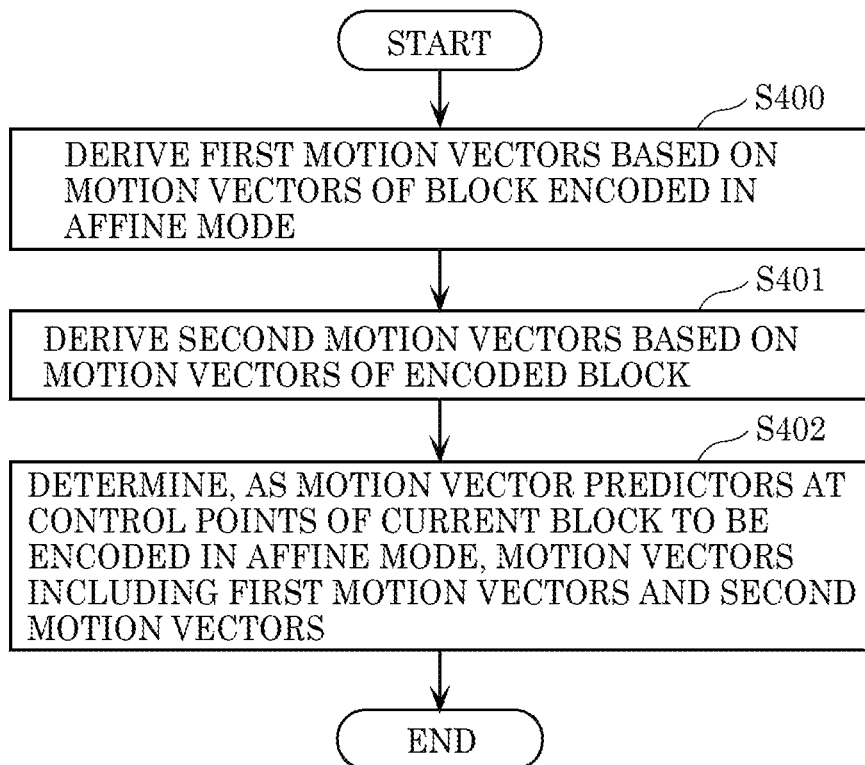 START
S400
DERIVE FIRST MOTION VECTORS BASED ON
MOTION VECTORS OF BLOCK ENCODED IN
AFFINE MODE
S401
DERIVE SECOND MOTION VECTORS BASED ON
MOTION VECTORS OF ENCODED BLOCK
S402
DETERMINE, AS MOTION VECTOR PREDICTORS AT
CONTROL POINTS OF CURRENT BLOCK TO BE
ENCODED IN AFFINE MODE, MOTION VECTORS
INCLUDING FIRST MOTION VECTORS AND SECOND
MOTION VECTORS
END